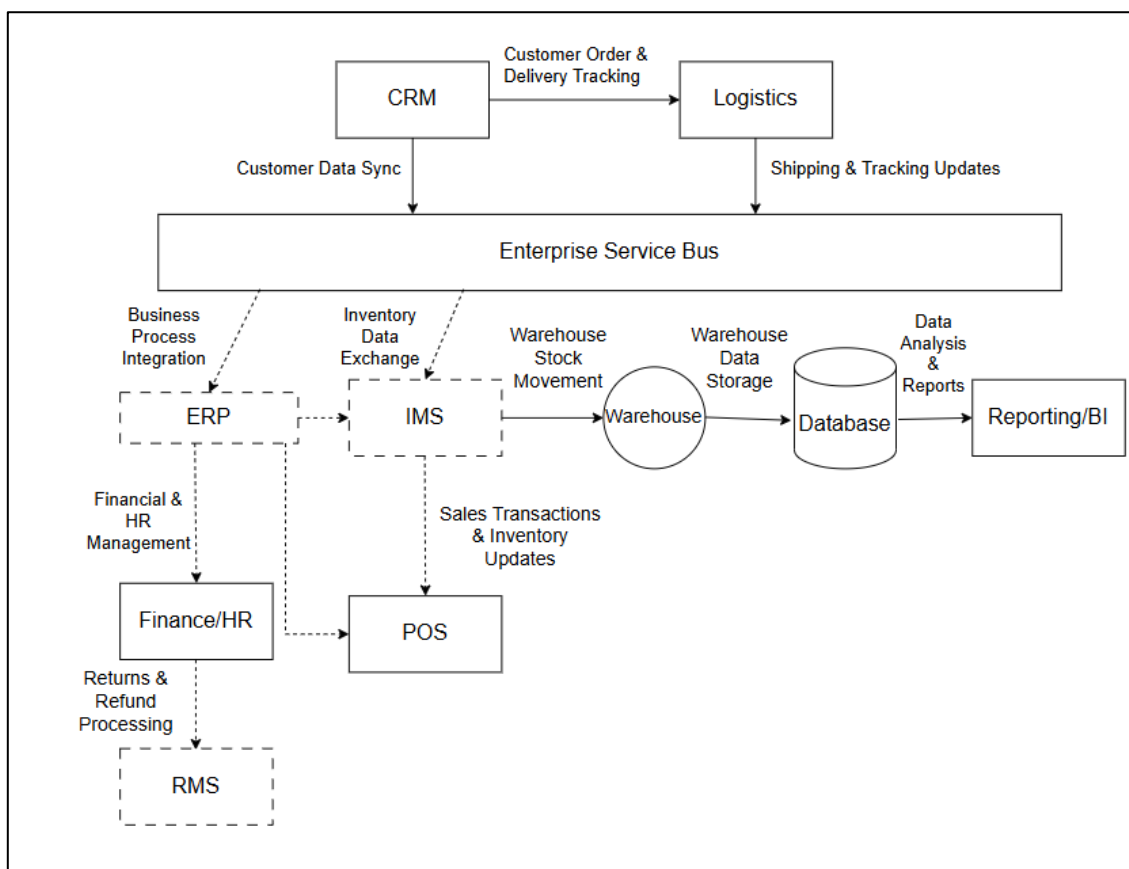 Customer Order &
Delivery Tracking
CRM
Logistics
Customer Data Sync
Shipping & Tracking Updates
Enterprise Service Bus
Business
Process
Integration
Inventory
Data
Exchange
Warehouse
Stock
Movement
Warehouse
Data
Storage
Data
Analysis
&
Reports
ERP
IMS
Warehouse
Database
Reporting/BI
Financial &
HR
Management
Sales Transactions
& Inventory
Updates
Finance/HR
POS
Returns &
Refund
Processing
RMS